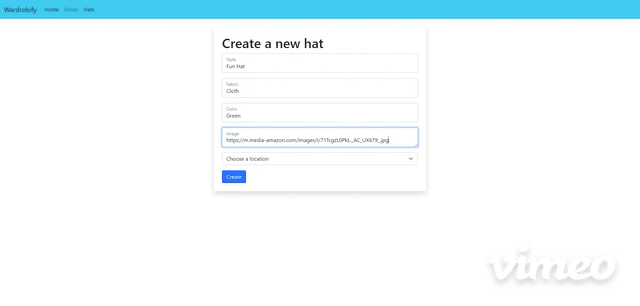 Wardrobify Home Shoes Hats
Create a new hat
Style
Fun Hat
Fabric
Cloth
Color
Green
Image
https://m.media-amazon.com/images/I/71TcgzL0PkL._AC_UX679_.jpg
Choose a location
Create
vimeo